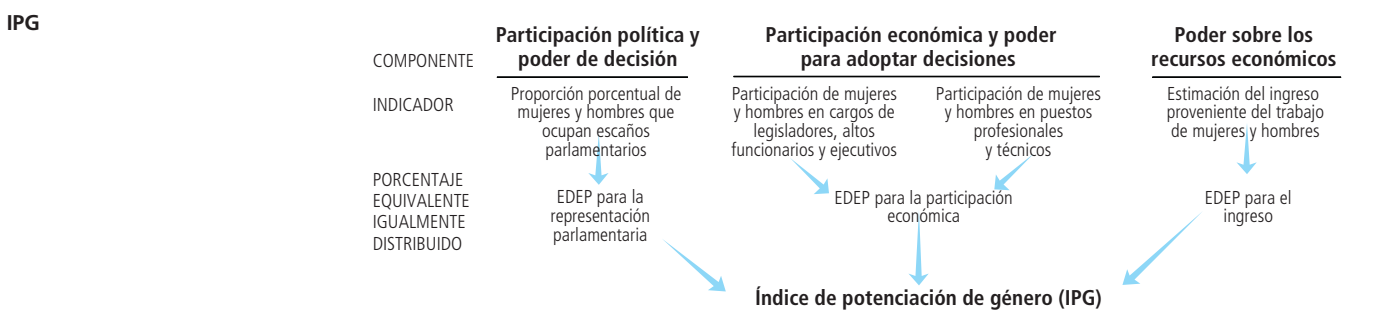 IPG
COMPONENTE
Participación política y
poder de decisión
Participación económica y poder
para adoptar decisiones
Poder sobre los
recursos económicos
INDICADOR
Proporción porcentual de
mujeres y hombres que
ocupan escaños
parlamentarios
Participación de mujeres
y hombres en cargos de
legisladores, altos
funcionarios y ejecutivos
Participación de mujeres
y hombres en puestos
profesionales
y técnicos
Estimación del ingreso
proveniente del trabajo
de mujeres y hombres
PORCENTAJE
EQUIVALENTE
IGUALMENTE
DISTRIBUIDO
EDEP para la
representación
parlamentaria
EDEP para la participación
económica
EDEP para el
ingreso
Índice de potenciación de género (IPG)